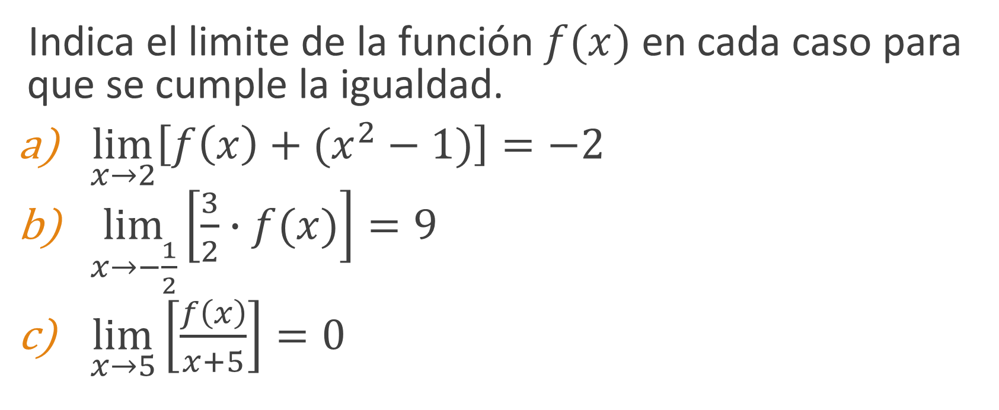 Indica el limite de la función $f(x)$ en cada caso para
que se cumple la igualdad.
a) $\lim_{x \to 2} [f(x) + (x^2 - 1)] = -2$
b) $\lim_{x \to -\frac{1}{2}} \left[\frac{3}{2} \cdot f(x)\right] = 9$
c) $\lim_{x \to 5} \left[\frac{f(x)}{x+5}\right] = 0$